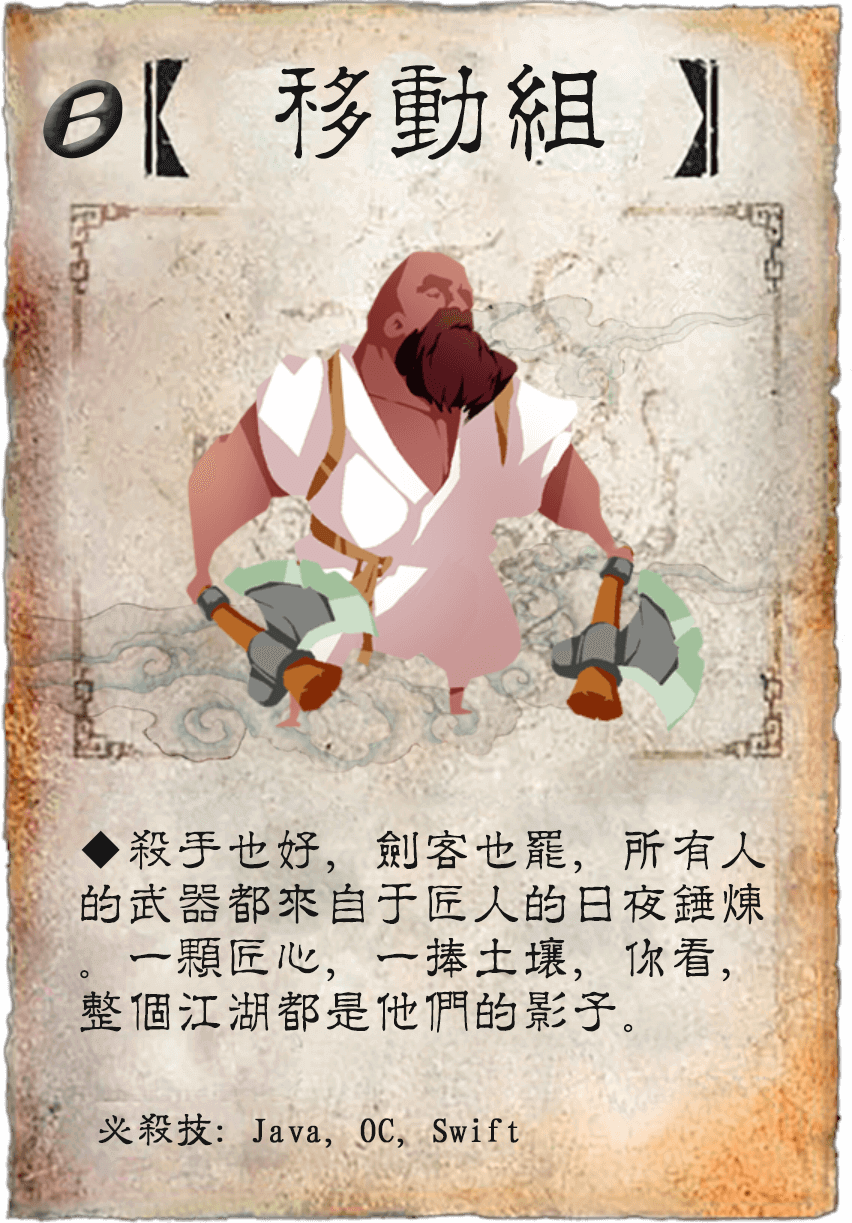 B 移動組
◆殺手也好，劍客也罷，所有人
的武器都來自于匠人的日夜錘煉
。一顆匠心，一捧土壤，你看，
整個江湖都是他們的影子。
必殺技: Java, OC, Swift